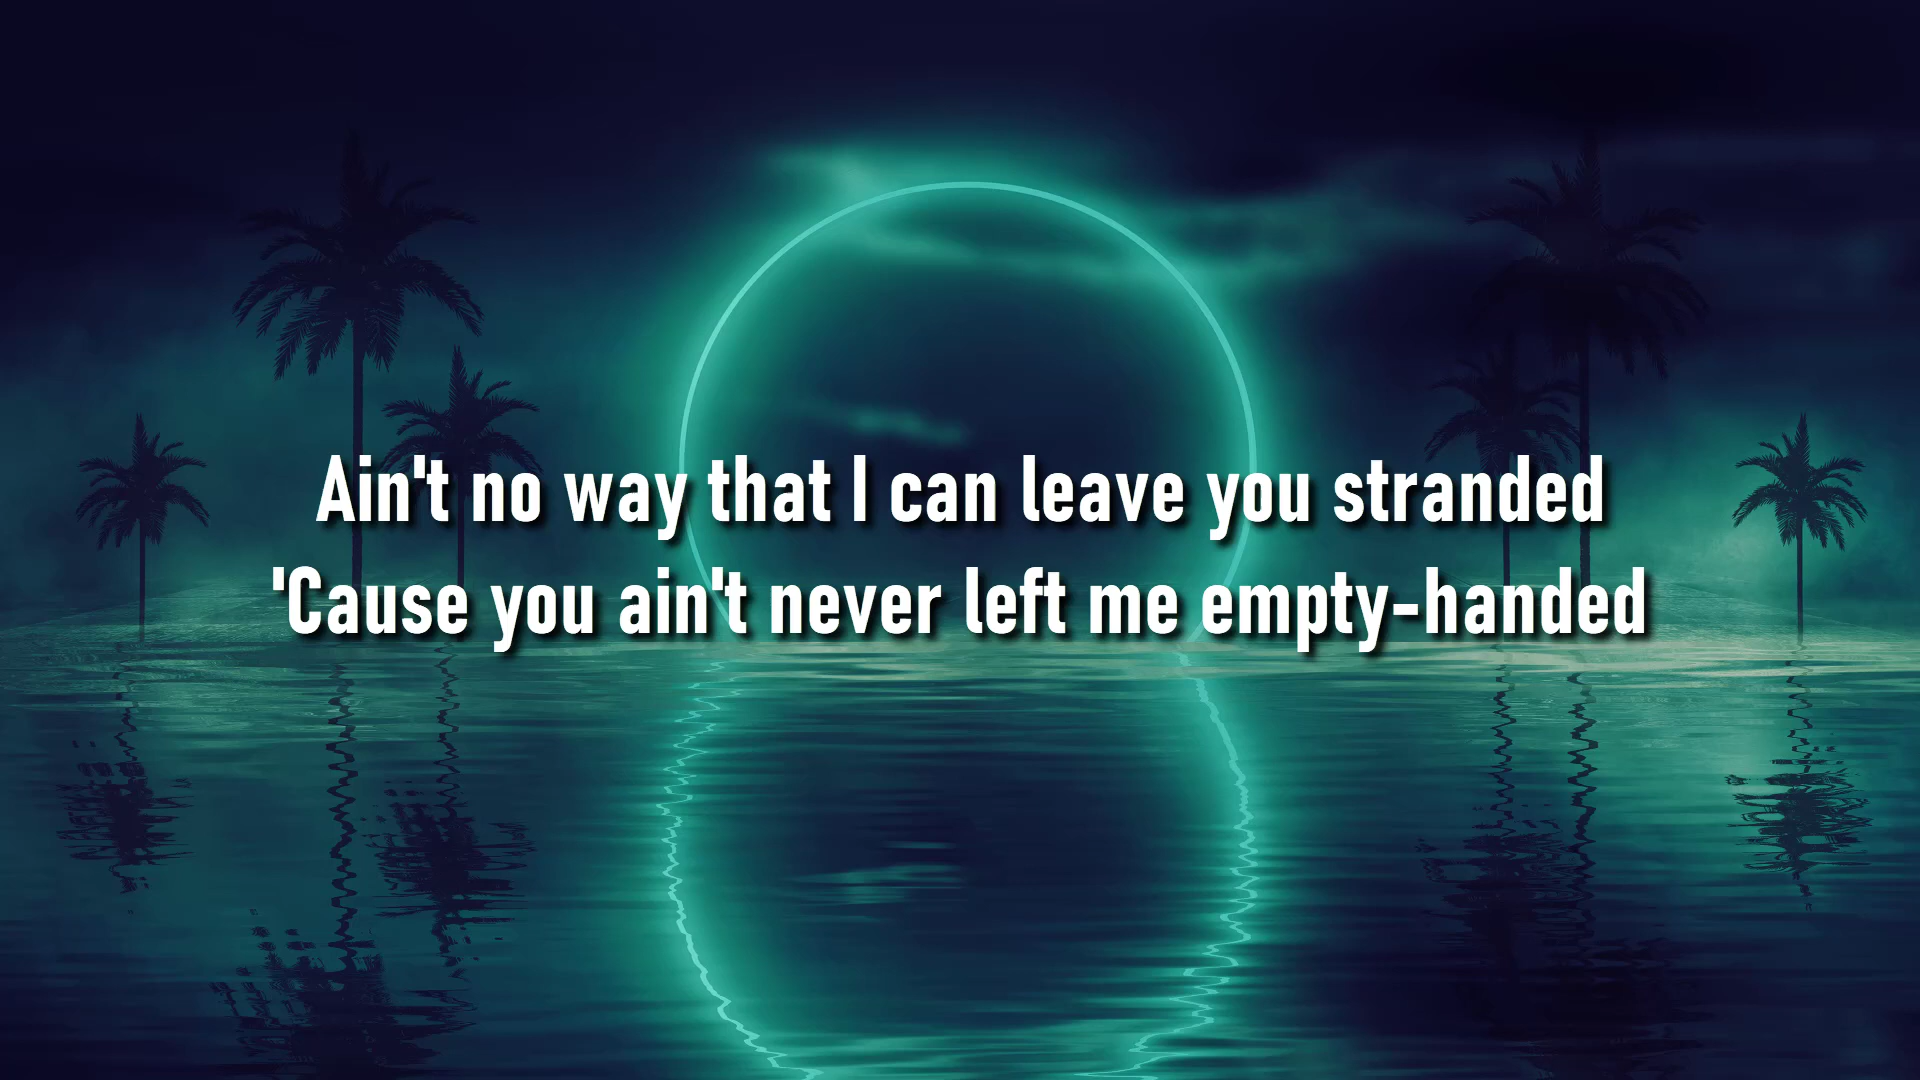 Ain't no way that I can leave you stranded
'Cause you ain't never left me empty-handed